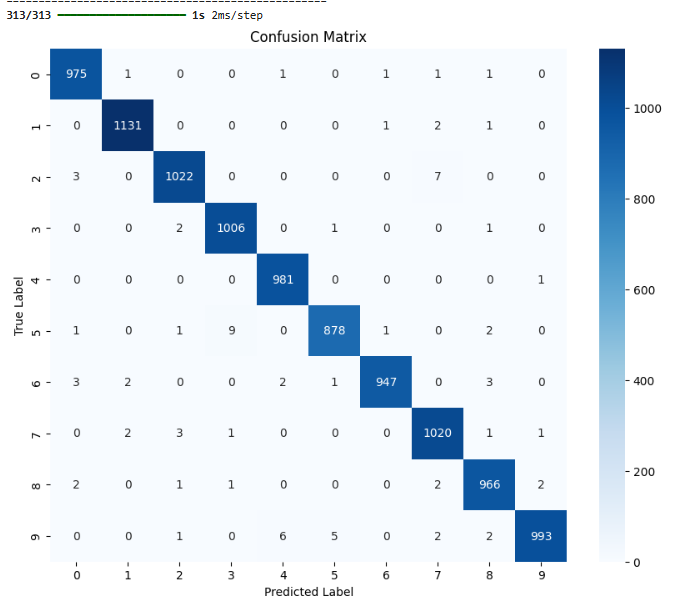 --------------------------------------------------
313/313 ━━━━━━━━━━━━━━━━━━━━ 1s 2ms/step
Confusion Matrix
0 975 1 0 0 1 0 1 1 1 0
1 0 1131 0 0 0 0 1 2 1 0
2 3 0 1022 0 0 0 0 7 0 0
3 0 0 2 1006 0 1 0 0 1 0
4 0 0 0 0 981 0 0 0 0 1
5 1 0 1 9 0 878 1 0 2 0
6 3 2 0 0 2 1 947 0 3 0
7 0 2 3 1 0 0 0 1020 1 1
8 2 0 1 1 0 0 0 2 966 2
9 0 0 1 0 6 5 0 2 2 993
0 1 2 3 4 5 6 7 8 9
Predicted Label
True Label
1000
800
600
400
200
0